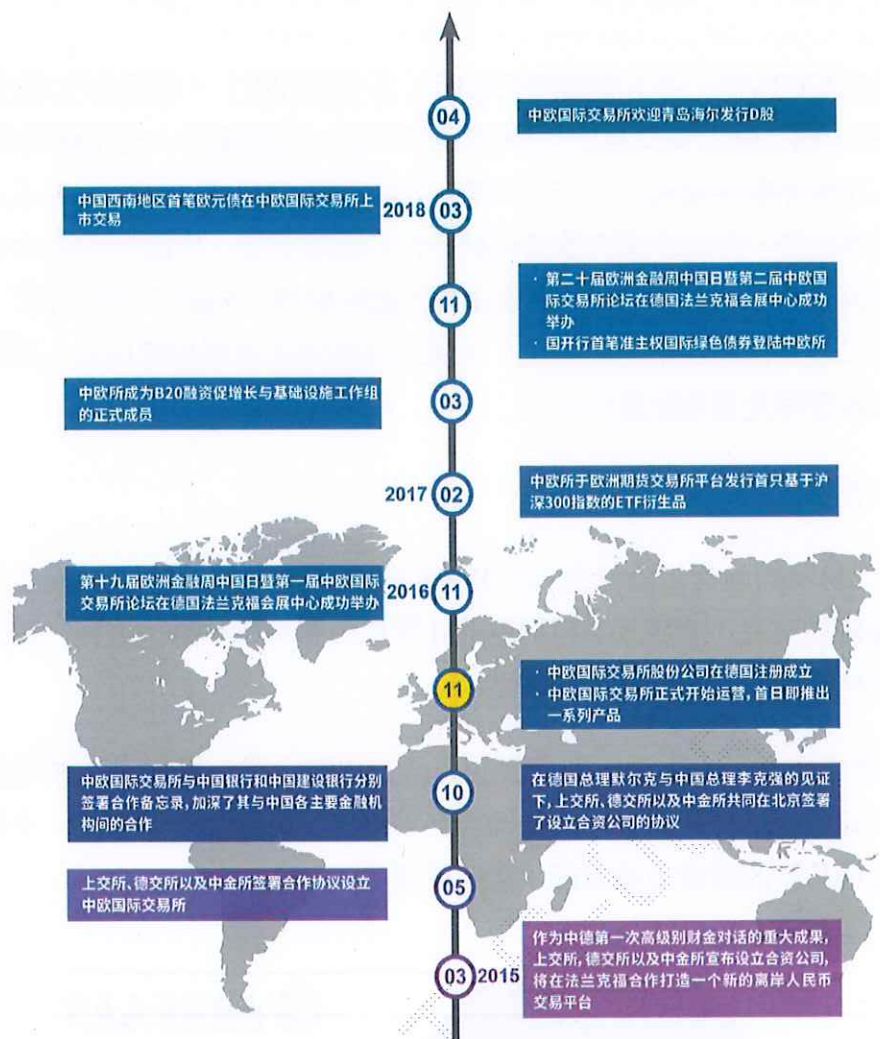 04
中欧国际交易所欢迎青岛海尔发行D股
中国西南地区首笔欧元债在中欧国际交易所上
市交易
2018
03
11
· 第二十届欧洲金融周中国日暨第二届中欧国
际交易所论坛在德国法兰克福会展中心成功
举办
· 国开行首笔准主权国际绿色债券登陆中欧所
中欧所成为B20融资促增长与基础设施工作组
的正式成员
03
2017
02
中欧所于欧洲期货交易所平台发行首只基于沪
深300指数的ETF衍生品
第十九届欧洲金融周中国日暨第一届中欧国际
交易所论坛在德国法兰克福会展中心成功举办
2016
11
11
· 中欧国际交易所股份公司在德国注册成立
· 中欧国际交易所正式开始运营,首日即推出
一系列产品
中欧国际交易所与中国银行和中国建设银行分别
签署合作备忘录,加深了其与中国各主要金融机
构间的合作
10
在德国总理默尔克与中国总理李克强的见证
下,上交所、德交所以及中金所共同在北京签署
了设立合资公司的协议
上交所、德交所以及中金所签署合作协议设立
中欧国际交易所
05
03
2015
作为中德第一次高级别财金对话的重大成果,
上交所,德交所以及中金所宣布设立合资公司,
将在法兰克福合作打造一个新的离岸人民币
交易平台